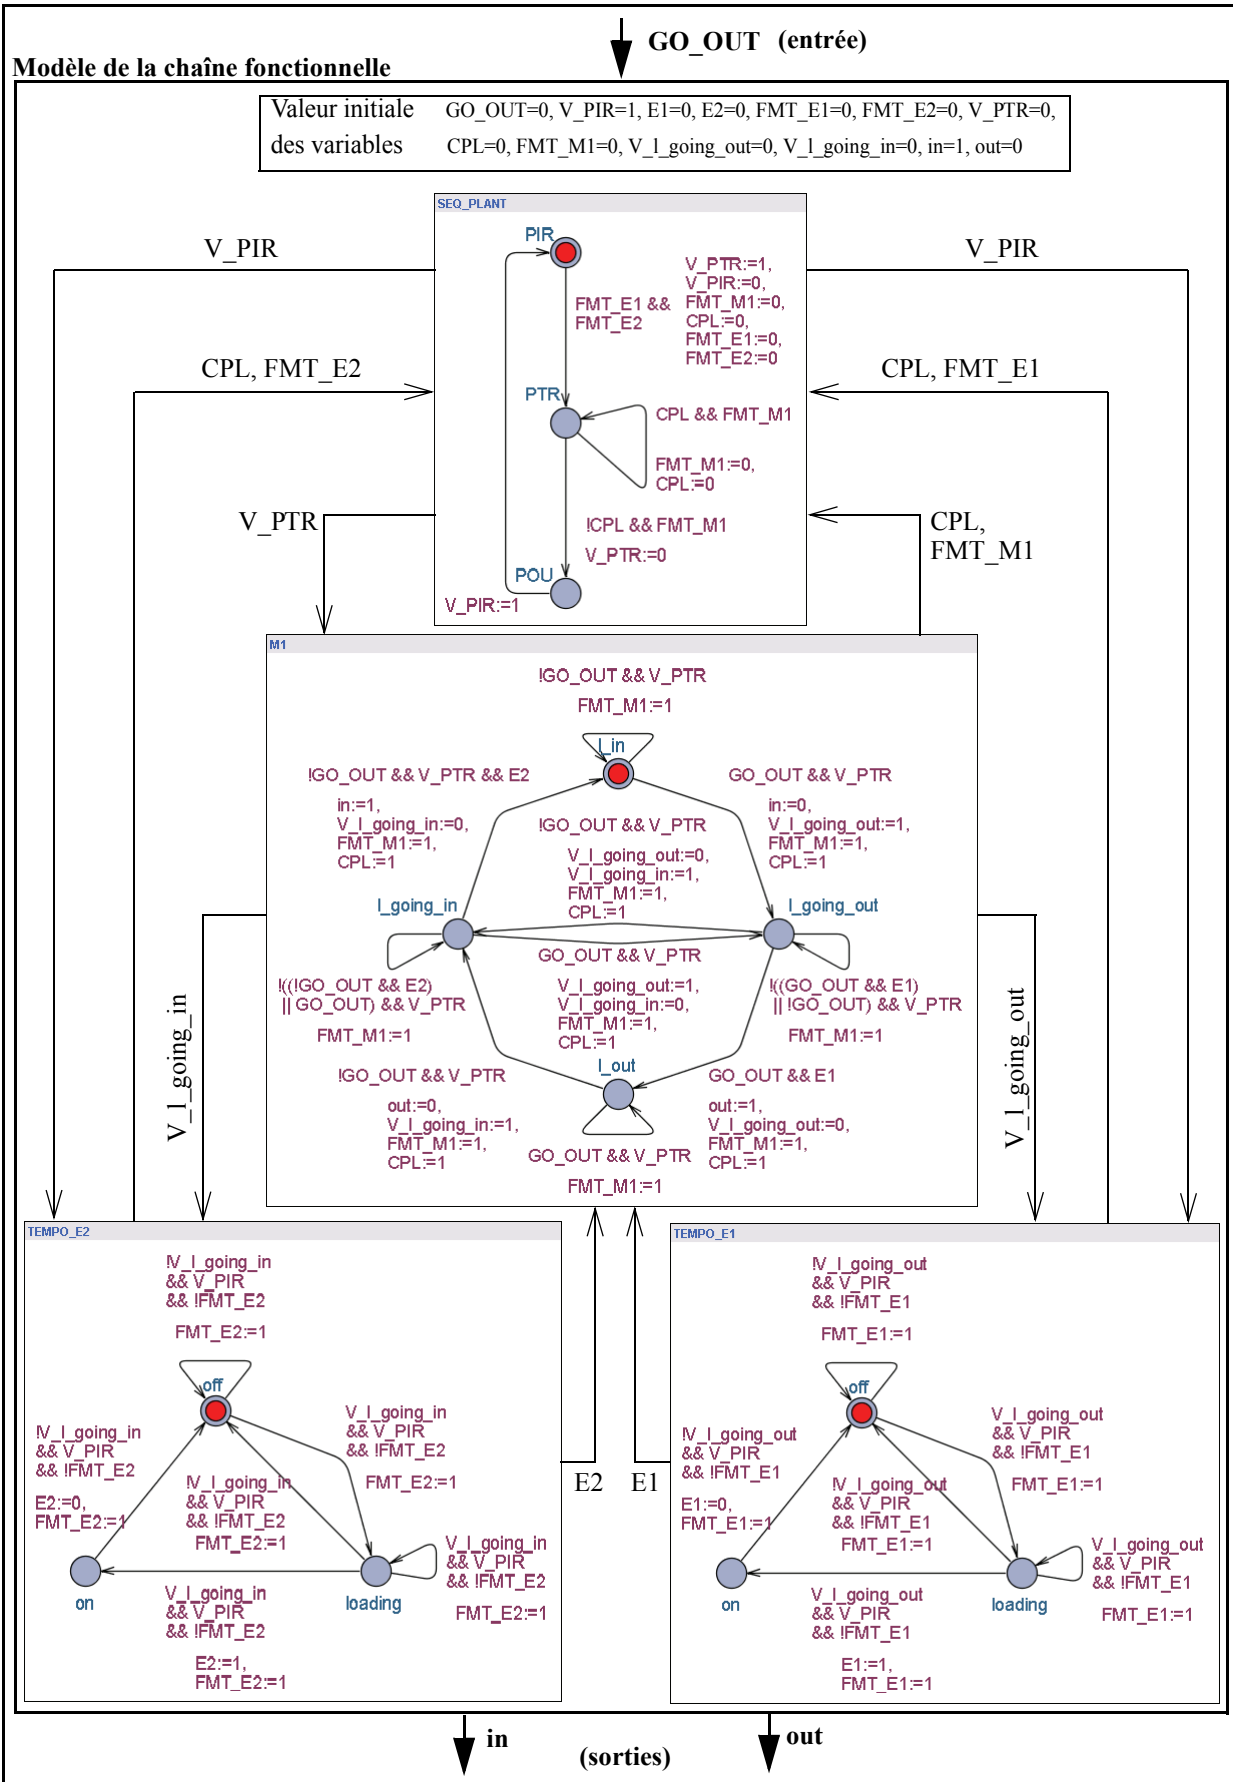 GO_OUT (entrée)
Modèle de la chaîne fonctionnelle
Valeur initiale GO_OUT=0, V_PIR=1, E1=0, E2=0, FMT_E1=0, FMT_E2=0, V_PTR=0,
des variables CPL=0, FMT_M1=0, V_l_going_out=0, V_l_going_in=0, in=1, out=0
SEQ_PLANT
PIR
V_PIR
V_PIR
V_PTR:=1,
V_PIR:=0,
FMT_M1:=0,
CPL:=0,
FMT_E1:=0,
FMT_E2:=0
FMT_E1 &&
FMT_E2
CPL, FMT_E2
CPL, FMT_E1
PTR
CPL && FMT_M1
FMT_M1:=0,
CPL:=0
V_PTR
!CPL && FMT_M1
V_PTR:=0
CPL,
FMT_M1
POU
V_PIR:=1
M1
!GO_OUT && V_PTR
FMT_M1:=1
l_in
!GO_OUT && V_PTR && E2
in:=1,
V_l_going_in:=0,
FMT_M1:=1,
CPL:=1
GO_OUT && V_PTR
in:=0,
V_l_going_out:=1,
FMT_M1:=1,
CPL:=1
!GO_OUT && V_PTR
V_l_going_out:=0,
V_l_going_in:=1,
FMT_M1:=1,
CPL:=1
l_going_in
l_going_out
GO_OUT && V_PTR
V_l_going_out:=1,
V_l_going_in:=0,
FMT_M1:=1,
CPL:=1
!((!GO_OUT && E2)
|| GO_OUT) && V_PTR
FMT_M1:=1
!((GO_OUT && E1)
|| !GO_OUT) && V_PTR
FMT_M1:=1
l_out
!GO_OUT && V_PTR
out:=0,
V_l_going_in:=1,
FMT_M1:=1,
CPL:=1
GO_OUT && E1
out:=1,
V_l_going_out:=0,
FMT_M1:=1,
CPL:=1
GO_OUT && V_PTR
FMT_M1:=1
V_l_going_in
V_l_going_out
TEMPO_E2
!V_l_going_in
&& V_PIR
&& !FMT_E2
FMT_E2:=1
off
!V_l_going_in
&& V_PIR
&& !FMT_E2
E2:=0,
FMT_E2:=1
!V_l_going_in
&& V_PIR
&& !FMT_E2
FMT_E2:=1
V_l_going_in
&& V_PIR
&& !FMT_E2
FMT_E2:=1
V_l_going_in
&& V_PIR
&& !FMT_E2
FMT_E2:=1
on
loading
V_l_going_in
&& V_PIR
&& !FMT_E2
E2:=1,
FMT_E2:=1
E2
E1
TEMPO_E1
!V_l_going_out
&& V_PIR
&& !FMT_E1
FMT_E1:=1
off
!V_l_going_out
&& V_PIR
&& !FMT_E1
E1:=0,
FMT_E1:=1
!V_l_going_out
&& V_PIR
&& !FMT_E1
FMT_E1:=1
V_l_going_out
&& V_PIR
&& !FMT_E1
FMT_E1:=1
V_l_going_out
&& V_PIR
&& !FMT_E1
FMT_E1:=1
on
loading
V_l_going_out
&& V_PIR
&& !FMT_E1
E1:=1,
FMT_E1:=1
in
(sorties)
out